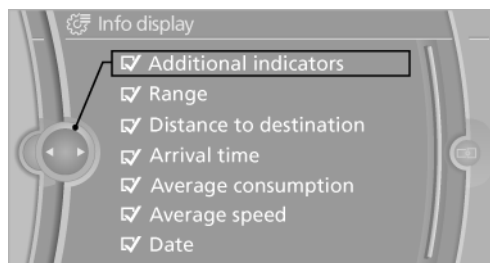 Info display
Additional indicators
Range
Distance to destination
Arrival time
Average consumption
Average speed
Date